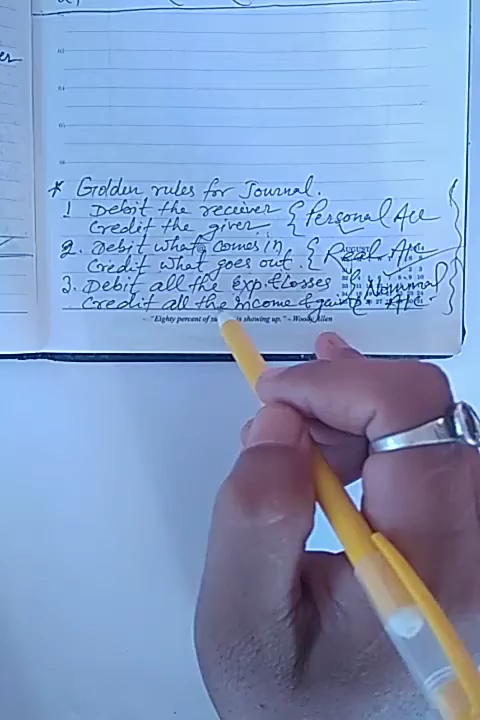 * Golden rules for Journal.
1 Debit the receiver { Personal A/c
Credit the giver.
2. Debit what comes in { Real A/c
Credit what goes out.
3. Debit all the exp & losses { Nominal
Credit all the income & gains A/c.
"Eighty percent of is showing up." - Woody Allen